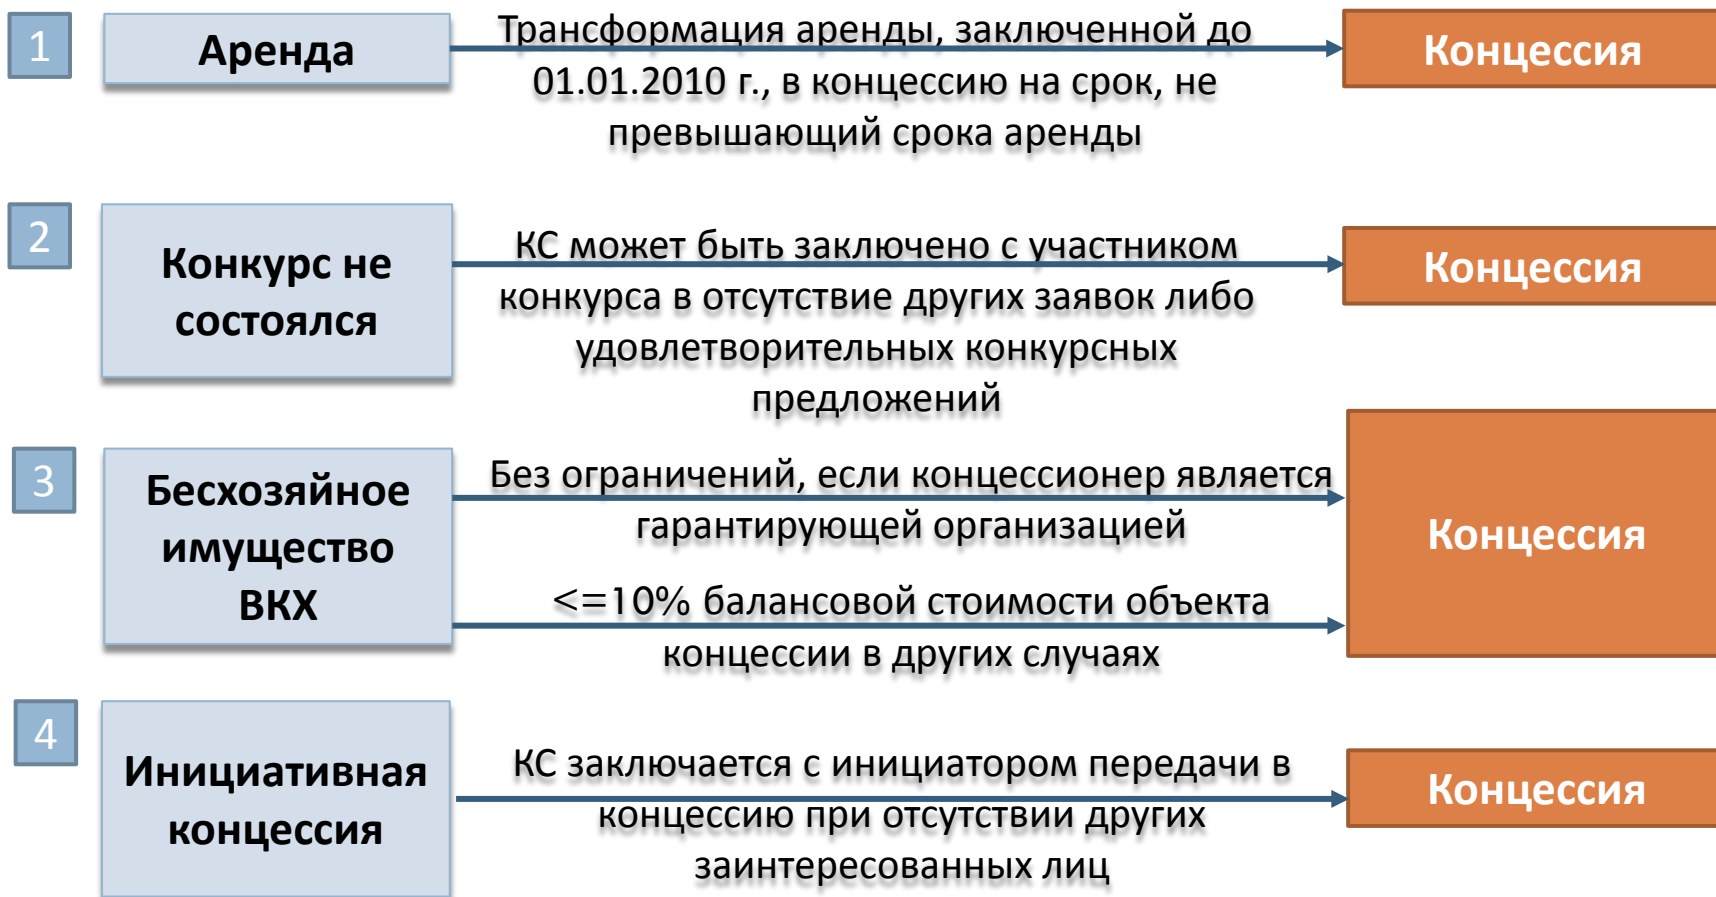 1
Аренда
Трансформация аренды, заключенной до
01.01.2010 г., в концессию на срок, не
превышающий срока аренды
Концессия
2
Конкурс не
состоялся
КС может быть заключено с участником
конкурса в отсутствие других заявок либо
удовлетворительных конкурсных
предложений
Концессия
3
Бесхозяйное
имущество
ВКХ
Без ограничений, если концессионер является
гарантирующей организацией
<=10% балансовой стоимости объекта
концессии в других случаях
Концессия
4
Инициативная
концессия
КС заключается с инициатором передачи в
концессию при отсутствии других
заинтересованных лиц
Концессия